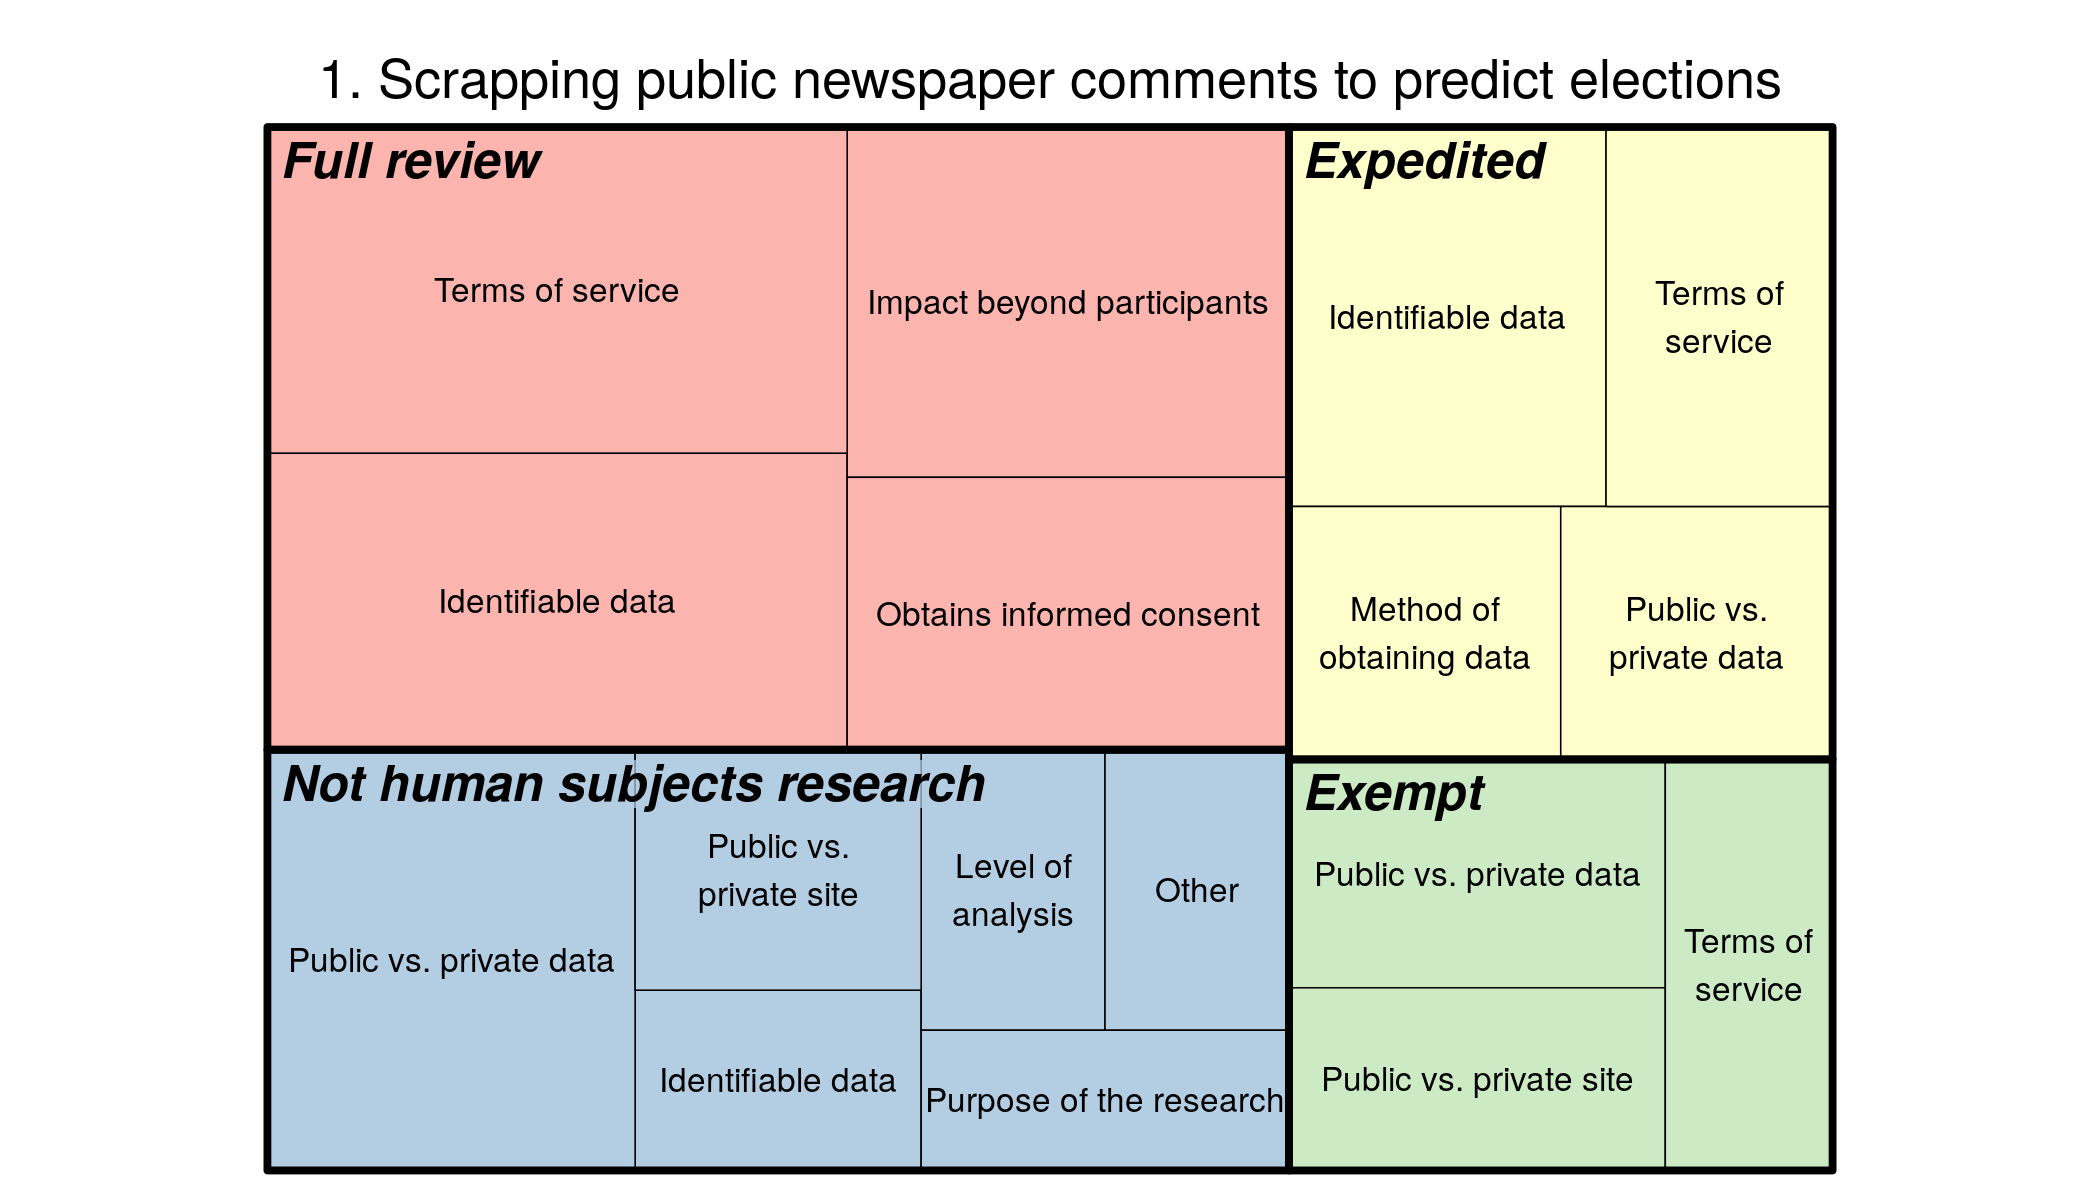 1. Scrapping public newspaper comments to predict elections
Full review
Terms of service
Impact beyond participants
Identifiable data
Obtains informed consent
Expedited
Identifiable data
Terms of
service
Method of
obtaining data
Public vs.
private data
Not human subjects research
Public vs. private data
Public vs.
private site
Level of
analysis
Other
Identifiable data
Purpose of the research
Exempt
Public vs. private data
Terms of
service
Public vs. private site